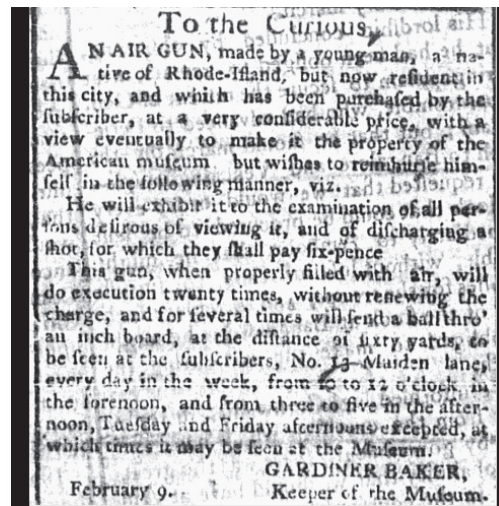 To the Curious,
AN AIR GUN, made by a young man, a na-
tive of Rhode-Iſland, but now reſident in
this city, and which has been purchaſed by the
ſubſcriber, at a very conſiderable price, with a
view eventually to make it the property of the
American muſeum but wiſhes to reimburſe him-
ſelf in the following manner, viz.
He will exhibit it to the examination of all per-
ſons deſirous of viewing it, and of diſcharging a
ſhot, for which they ſhall pay ſix-pence
This gun, when properly filled with air, will
do execution twenty times, without renewing the
charge, and for ſeveral times will ſend a ball thro'
an inch board, at the diſtance of ſixty yards, to
be ſeen at the ſubſcribers, No. 13 Maiden lane,
every day in the week, from 10 to 12 o'clock in
the forenoon, and from three to five in the after-
noon, Tueſday and Friday afternoons excepted, at
which times it may be ſeen at the Muſeum.
GARDINER BAKER,
February 9. Keeper of the Muſeum.